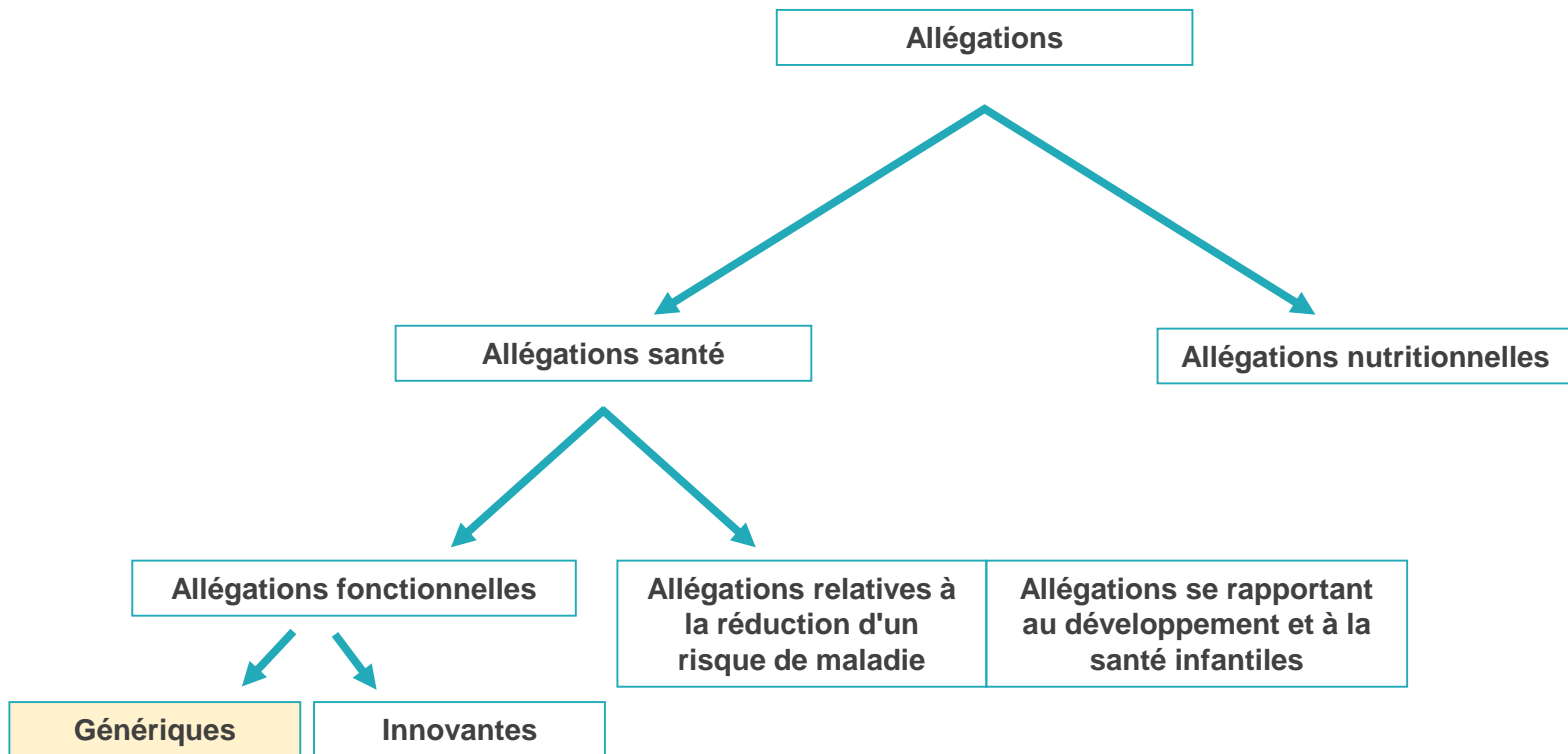 Allégations
Allégations santé
Allégations nutritionnelles
Allégations fonctionnelles
Allégations relatives à
la réduction d'un
risque de maladie
Allégations se rapportant
au développement et à la
santé infantiles
Génériques
Innovantes